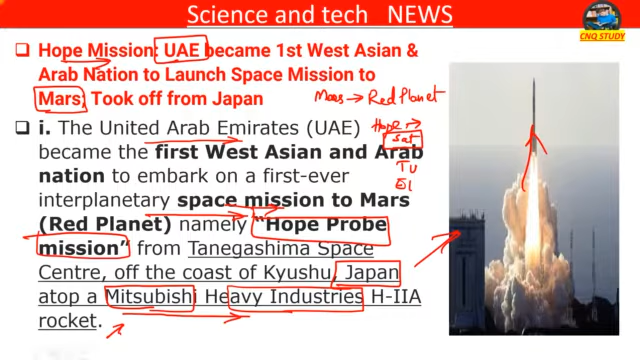 Science and tech NEWS
CNQ STUDY
Hope Mission: UAE became 1st West Asian &
Arab Nation to Launch Space Mission to
Mars; Took off from Japan
Mars → Red Planet
Hope →
Sat
i. The United Arab Emirates (UAE)
became the first West Asian and Arab
nation to embark on a first-ever
interplanetary space mission to Mars
(Red Planet) namely "Hope Probe
mission" from Tanegashima Space
Centre, off the coast of Kyushu, Japan
atop a Mitsubishi Heavy Industries H-IIA
rocket.